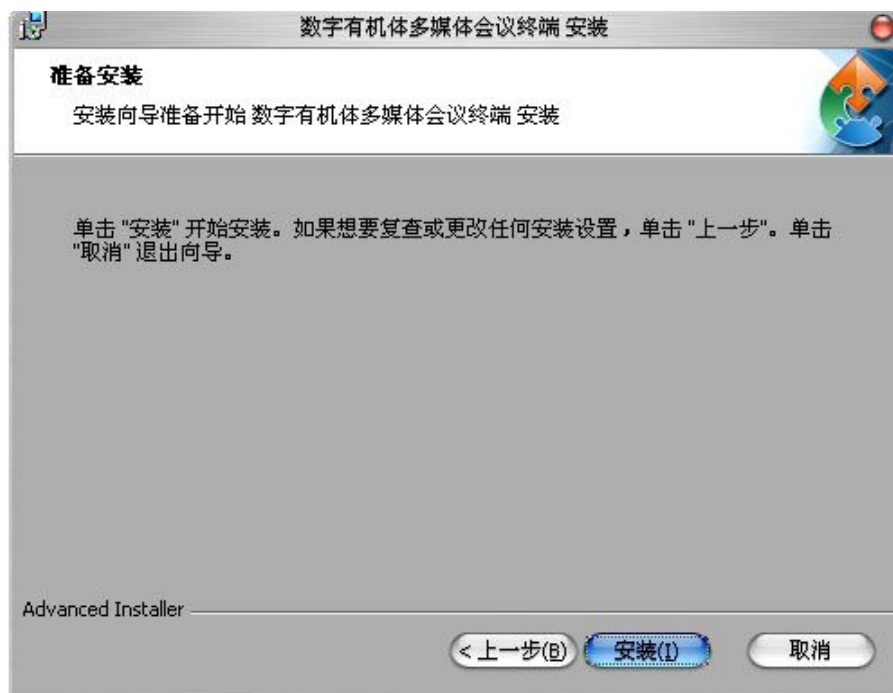 数字有机体多媒体会议终端 安装
准备安装
安装向导准备开始 数字有机体多媒体会议终端 安装
单击 "安装" 开始安装。如果想要复查或更改任何安装设置，单击 "上一步"。单击
"取消" 退出向导。
Advanced Installer
< 上一步(B) 安装(I) 取消